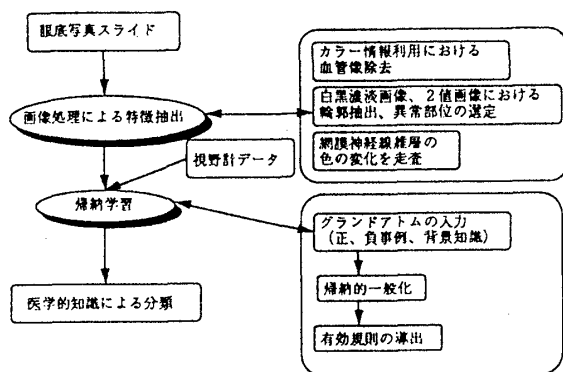 眼底写真スライド
画像処理による特徴抽出
視野計データ
帰納学習
医学的知識による分類
カラー情報利用における
血管像除去
白黒濃淡画像、2値画像における
輪郭抽出、異常部位の選定
網膜神経線維層の
色の変化を走査
グランドアトムの入力
(正、負事例、背景知識)
帰納的一般化
有効規則の導出